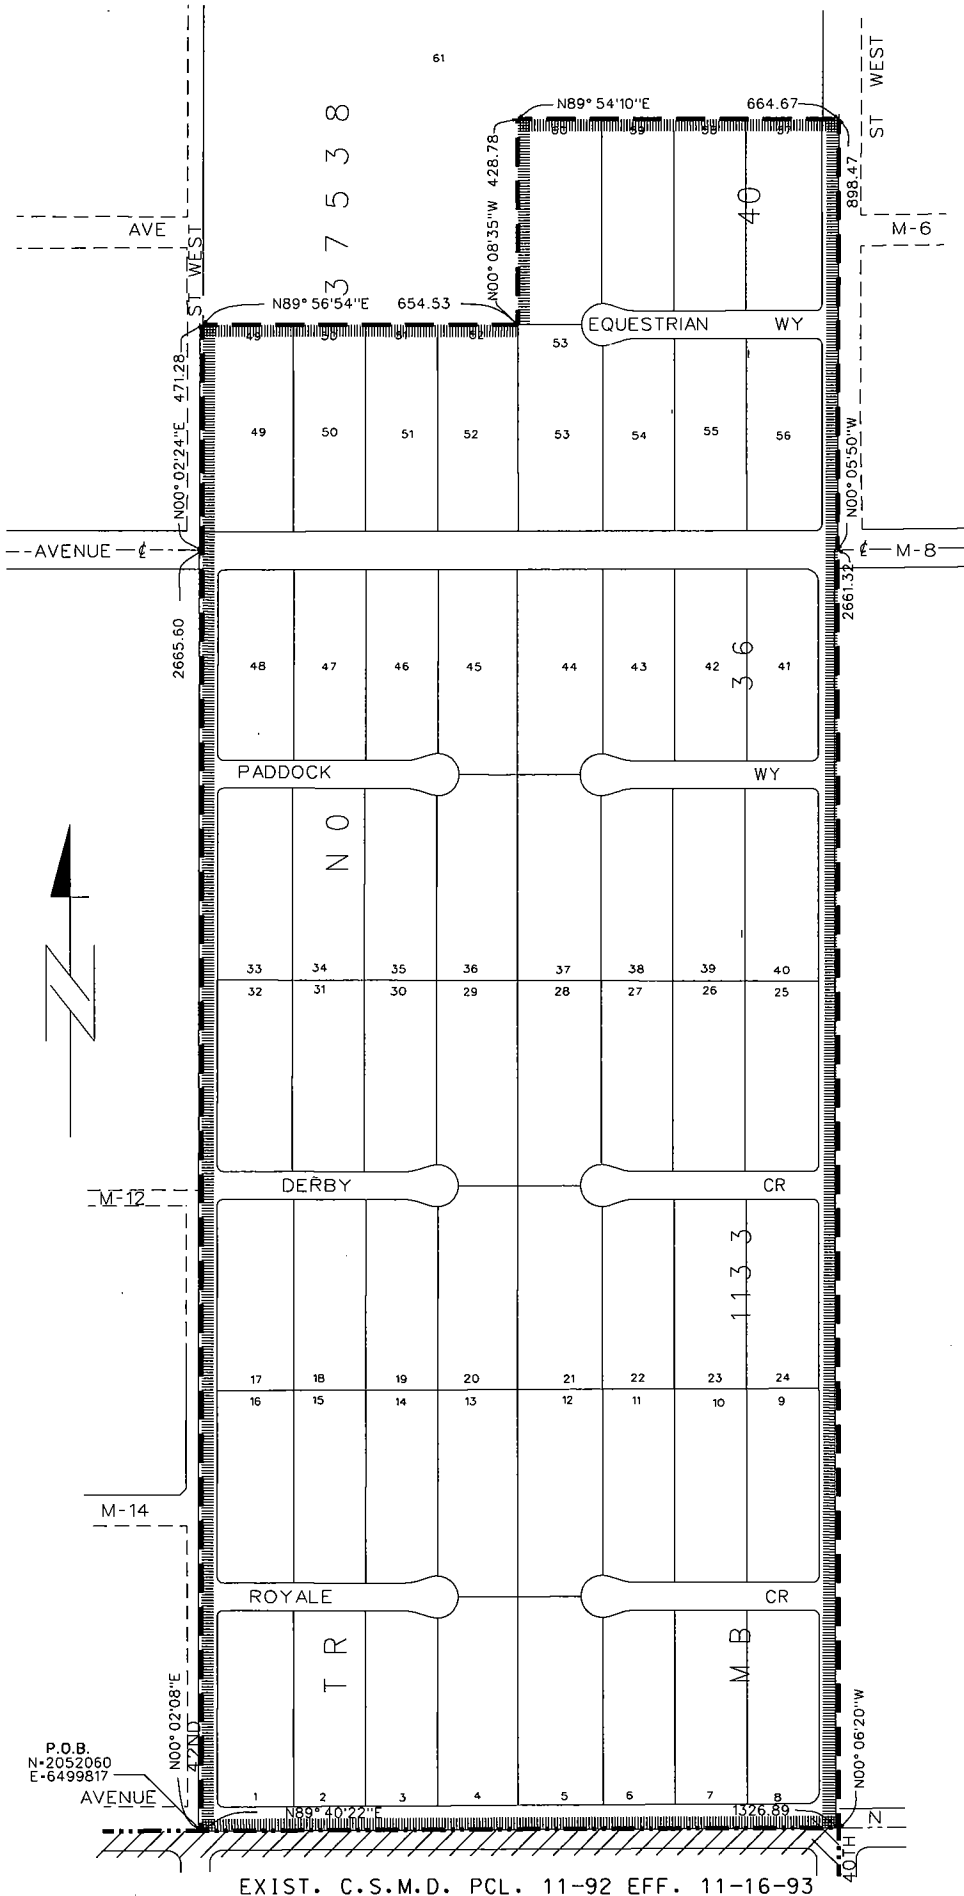 61
N89° 54'10"E 664.67
ST WEST
3 7 5 3 8
N00° 08'35"W 428.78
898.47
60 59 58 57
40
AVE
ST WEST
M-6
N89° 56'54"E 654.53
EQUESTRIAN WY
49 50 51 52
53
N00° 02'24"E 471.28
49 50 51 52 53 54 55 56
N00° 05'50"W
AVENUE ℄
℄ M-8
2665.60
2661.32
48 47 46 45 44 43 42 41
36
PADDOCK WY
N O
33 34 35 36 37 38 39 40
32 31 30 29 28 27 26 25
N
M-12
DERBY CR
1133
17 18 19 20 21 22 23 24
16 15 14 13 12 11 10 9
M-14
ROYALE CR
T R
M B
N00° 02'08"E
42ND
N00° 06'20"W
P.O.B.
N=2052060
E=6499817
AVENUE
1 2 3 4 5 6 7 8
N89° 40'22"E 1326.89
N
40TH
EXIST. C.S.M.D. PCL. 11-92 EFF. 11-16-93